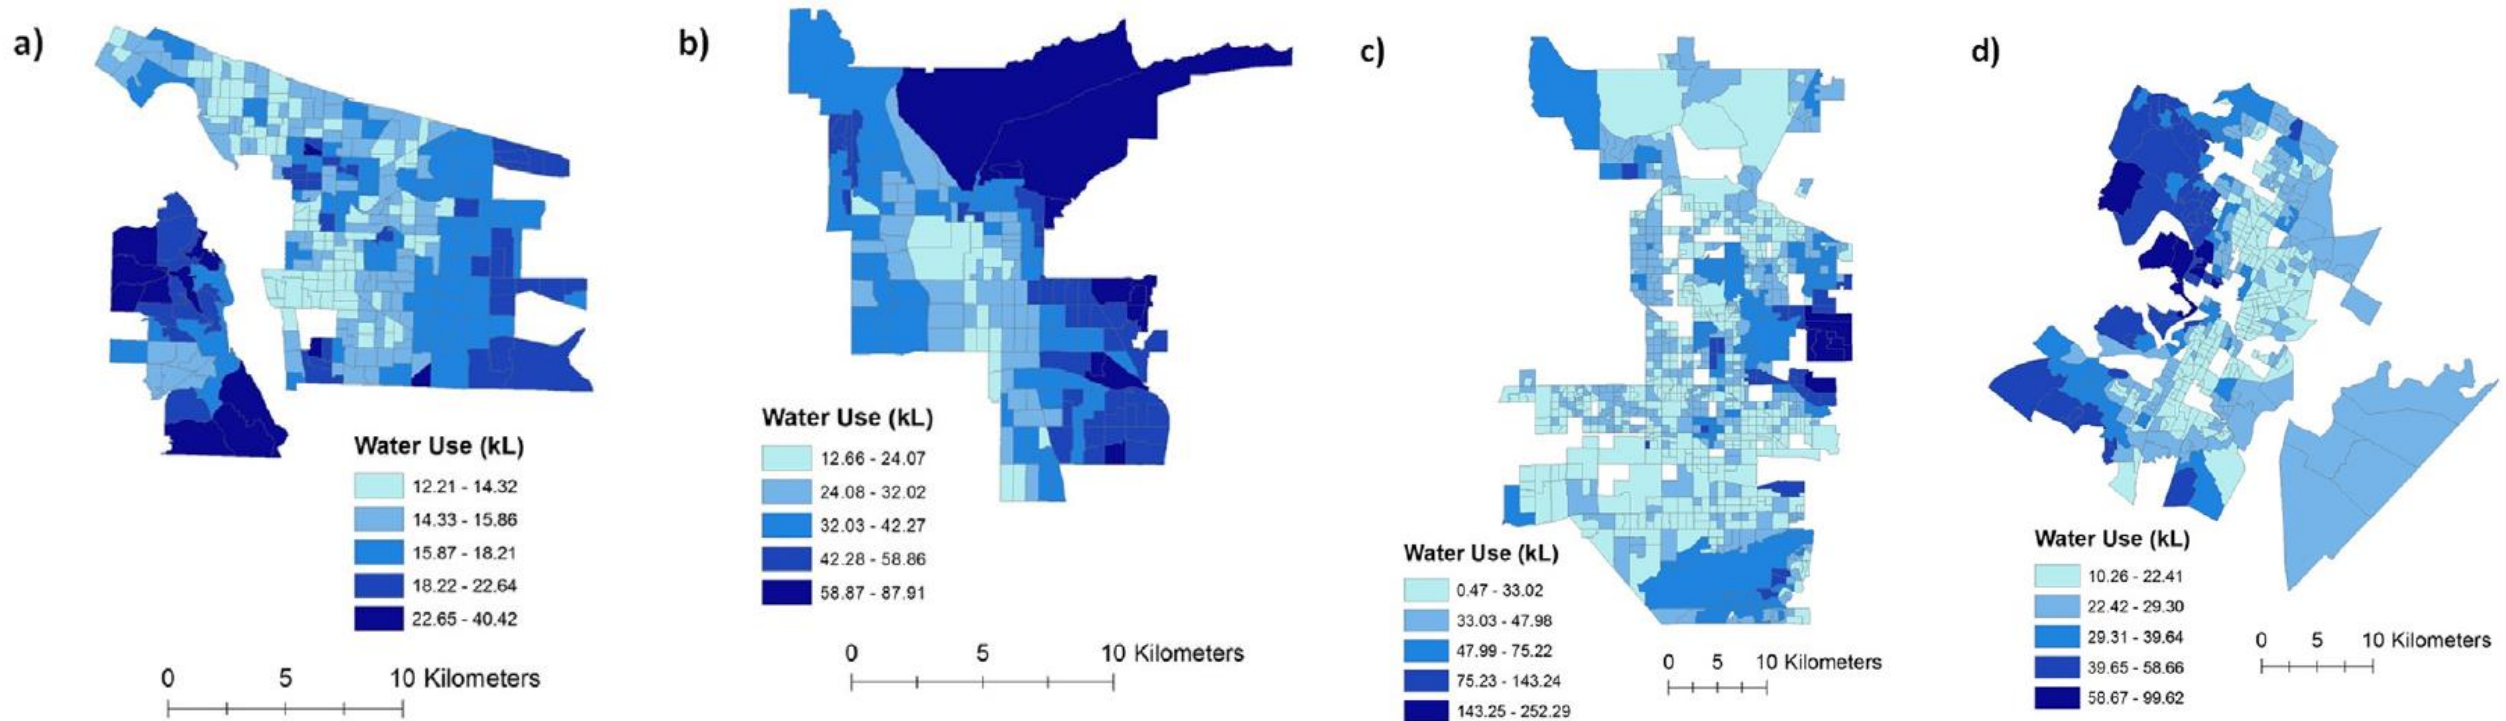 a)
Water Use (kL)
12.21 - 14.32
14.33 - 15.86
15.87 - 18.21
18.22 - 22.64
22.65 - 40.42
0 5 10 Kilometers
b)
Water Use (kL)
12.66 - 24.07
24.08 - 32.02
32.03 - 42.27
42.28 - 58.86
58.87 - 87.91
0 5 10 Kilometers
c)
Water Use (kL)
0.47 - 33.02
33.03 - 47.98
47.99 - 75.22
75.23 - 143.24
143.25 - 252.29
0 5 10 Kilometers
d)
Water Use (kL)
10.26 - 22.41
22.42 - 29.30
29.31 - 39.64
39.65 - 58.66
58.67 - 99.62
0 5 10 Kilometers